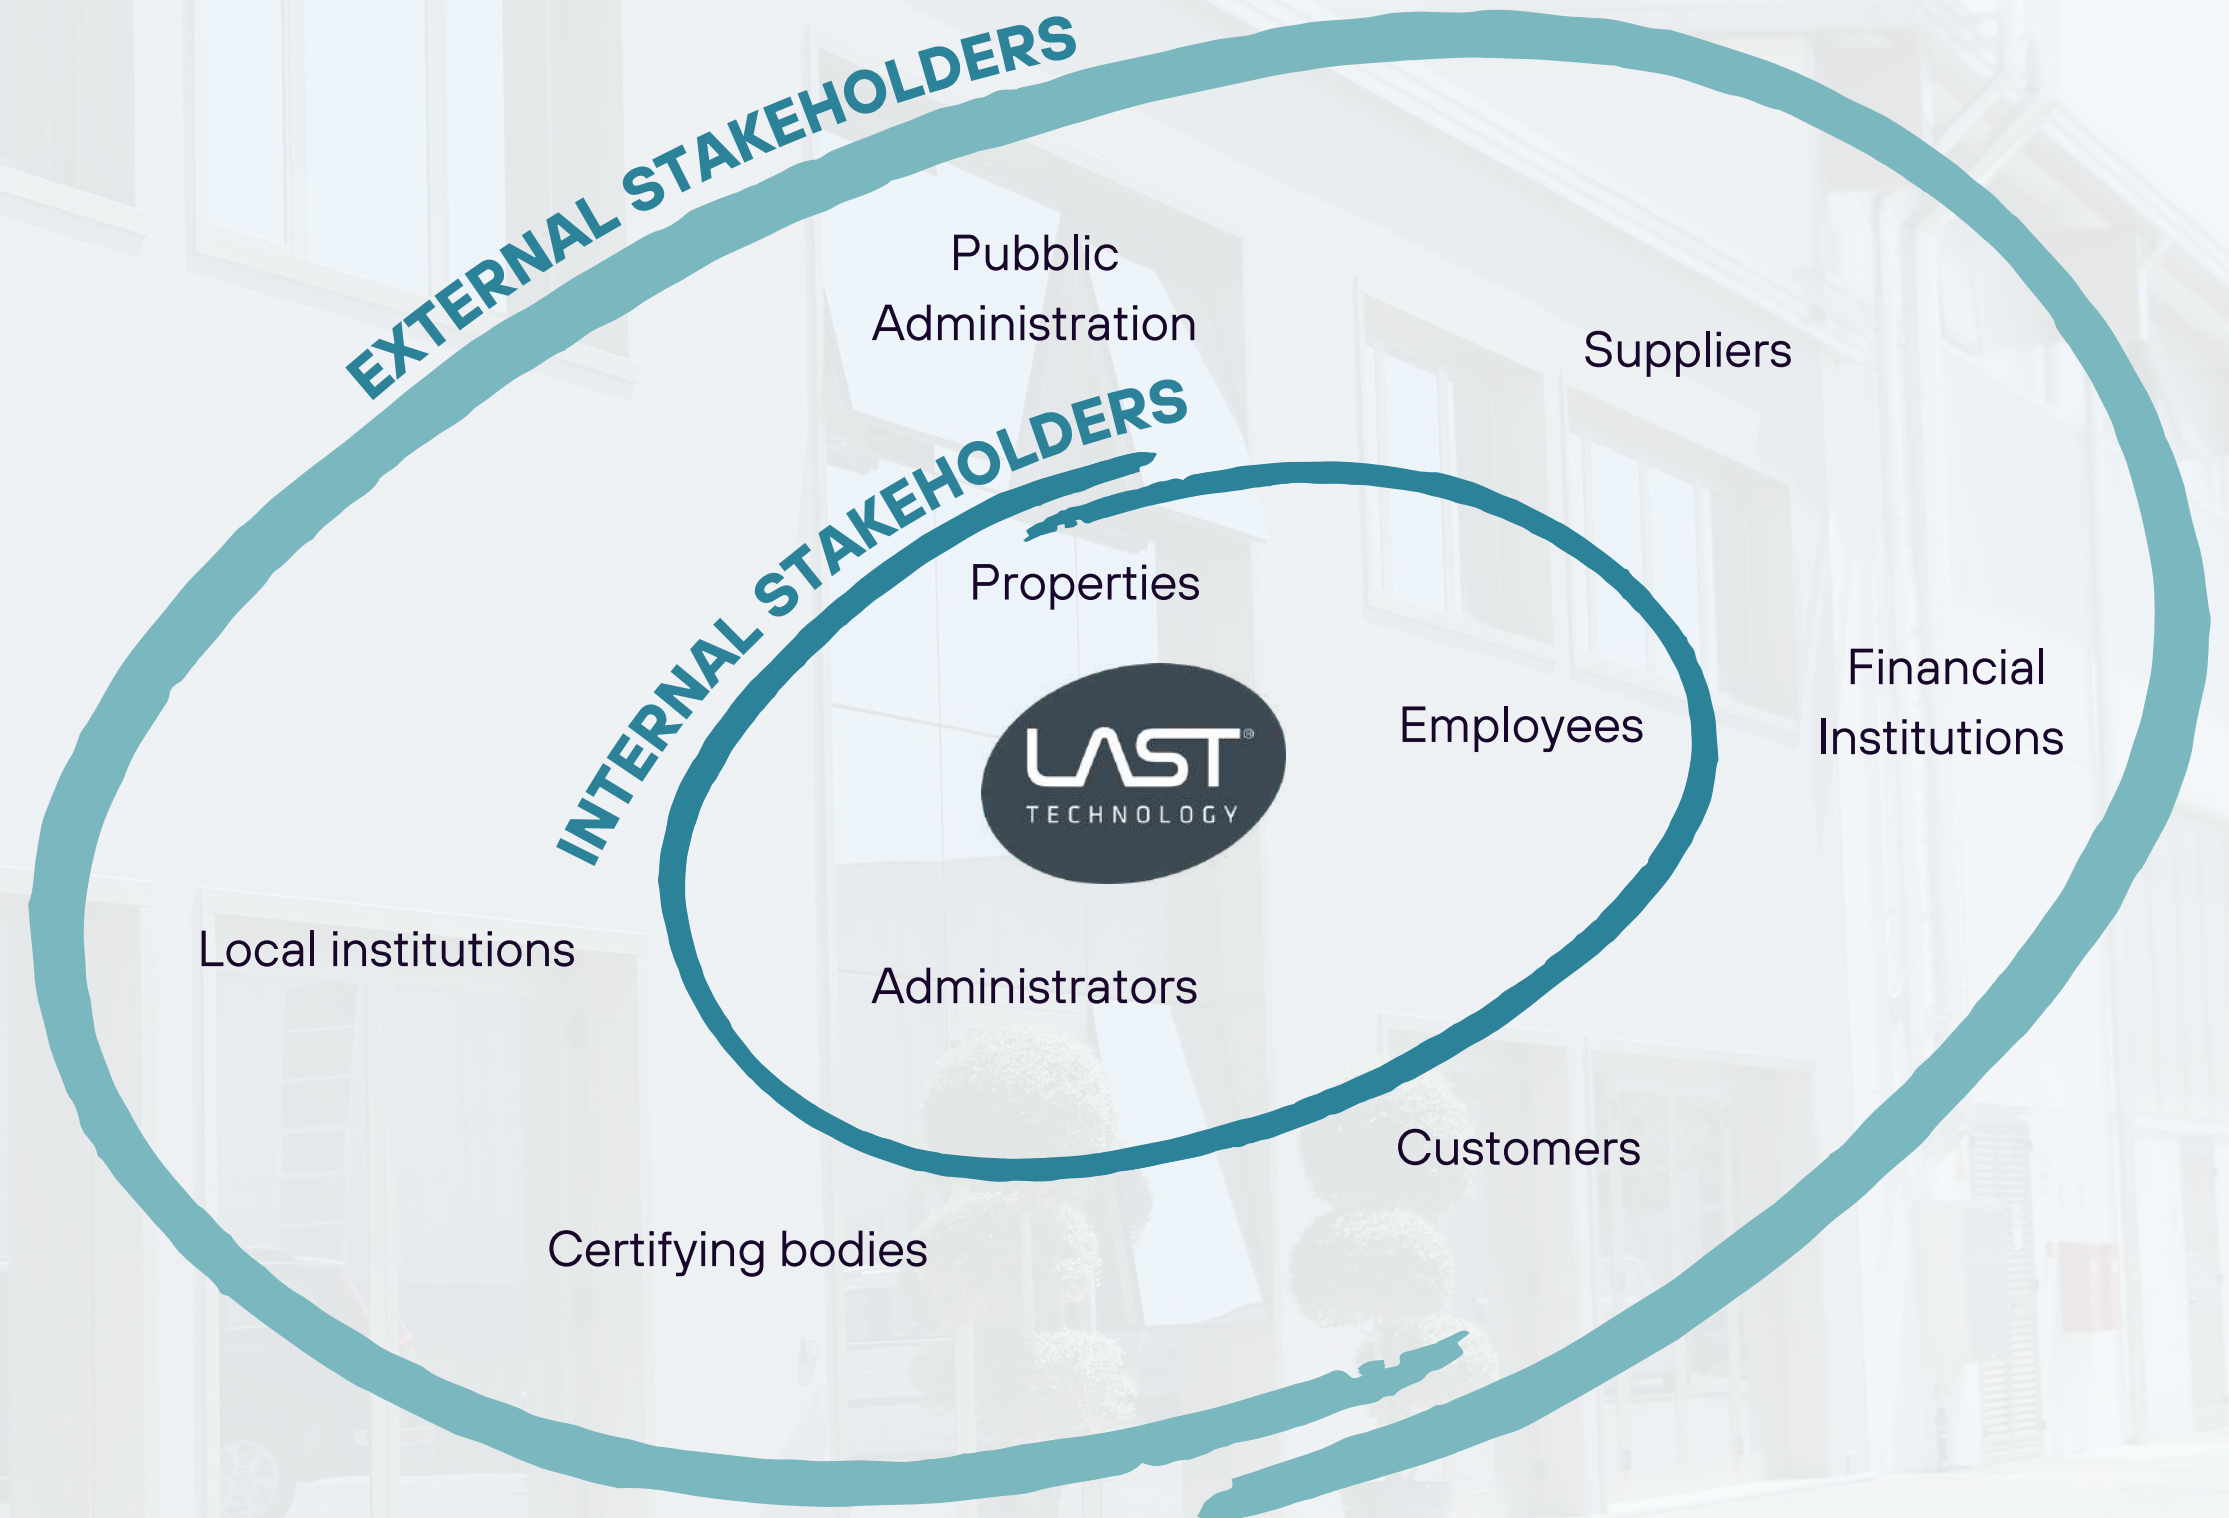 EXTERNAL STAKEHOLDERS
Pubblic
Administration
Suppliers
INTERNAL STAKEHOLDERS
Properties
Financial
Institutions
Employees
LAST®
TECHNOLOGY
Local institutions
Administrators
Customers
Certifying bodies